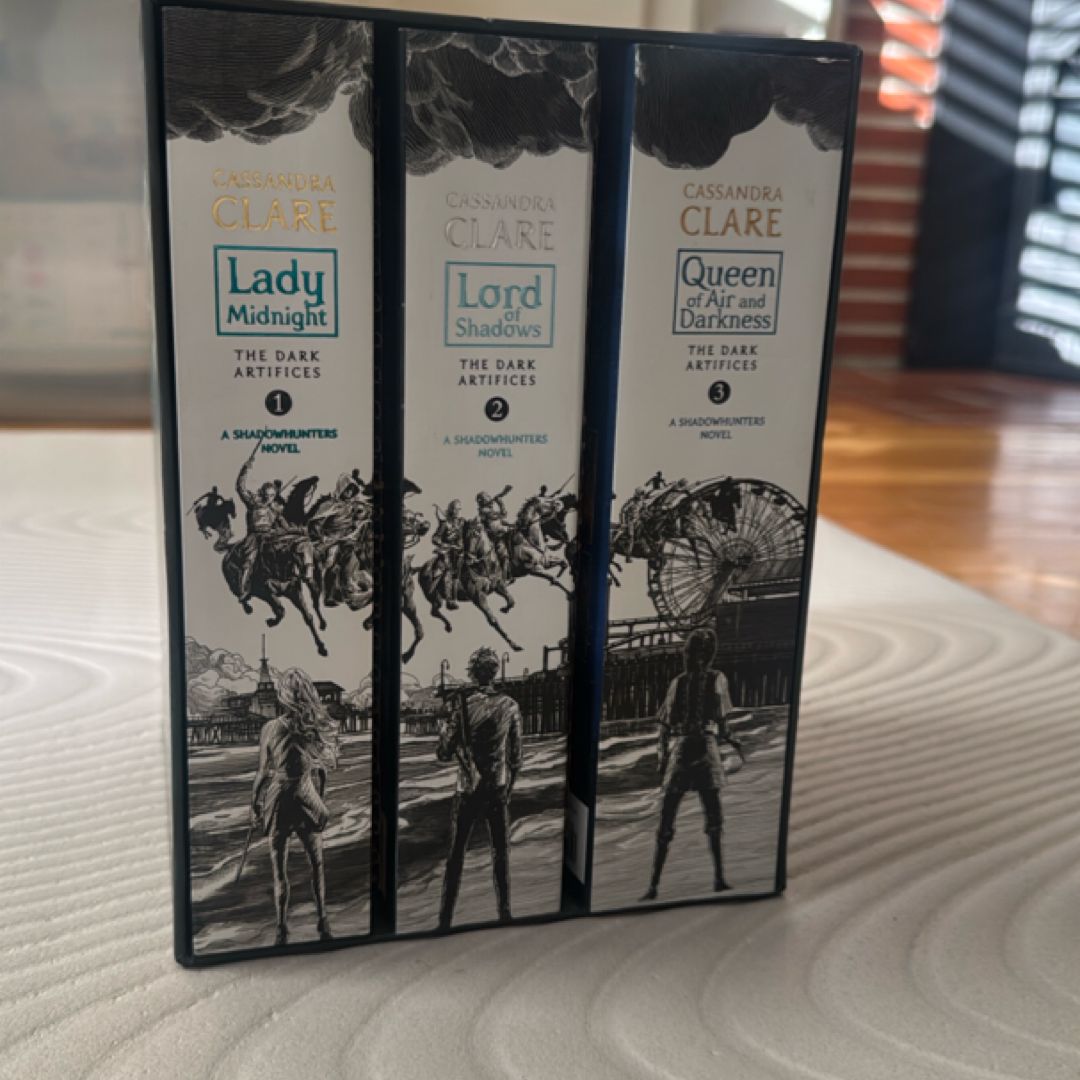 CASSANDRA
CLARE
Lady
Midnight
THE DARK
ARTIFICES
1
A SHADOWHUNTERS
NOVEL
CASSANDRA
CLARE
Lord
of
Shadows
THE DARK
ARTIFICES
2
A SHADOWHUNTERS
NOVEL
CASSANDRA
CLARE
Queen
of Air and
Darkness
THE DARK
ARTIFICES
3
A SHADOWHUNTERS
NOVEL